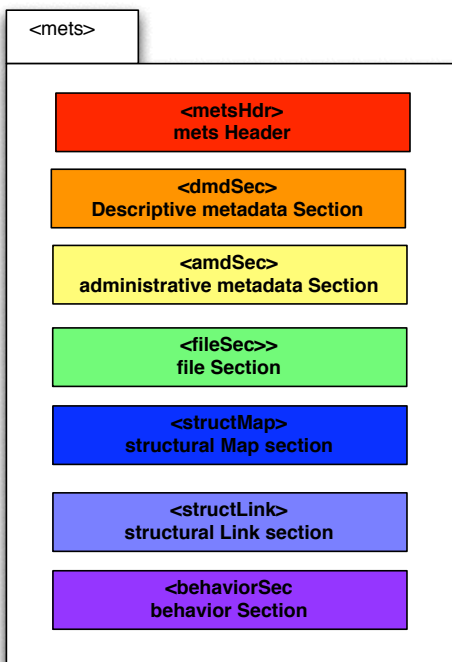 <mets>
<metsHdr>
mets Header
<dmdSec>
Descriptive metadata Section
<amdSec>
administrative metadata Section
<fileSec>>
file Section
<structMap>
structural Map section
<structLink>
structural Link section
<behaviorSec
behavior Section